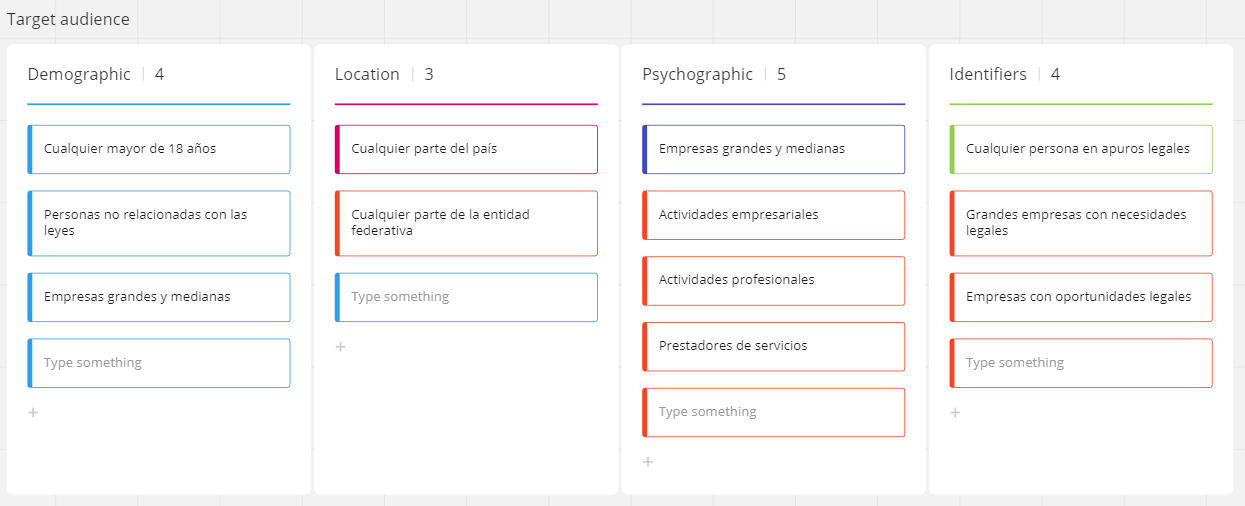 Target audience
Demographic | 4
Cualquier mayor de 18 años
Personas no relacionadas con las
leyes
Empresas grandes y medianas
Type something
+
Location | 3
Cualquier parte del país
Cualquier parte de la entidad
federativa
Type something
+
Psychographic | 5
Empresas grandes y medianas
Actividades empresariales
Actividades profesionales
Prestadores de servicios
Type something
+
Identifiers | 4
Cualquier persona en apuros legales
Grandes empresas con necesidades
legales
Empresas con oportunidades legales
Type something
+